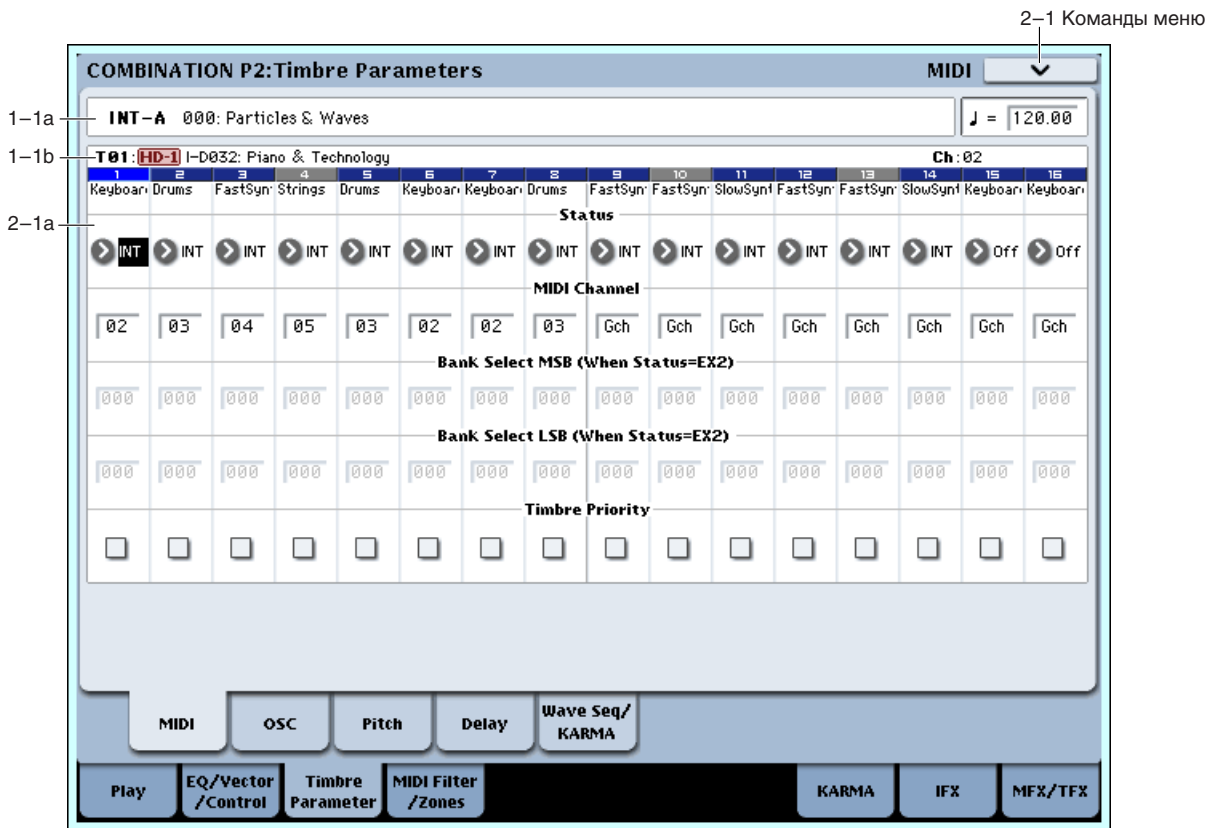 2–1 Команды меню
COMBINATION P2:Timbre Parameters MIDI
1–1a INT-A 000: Particles & Waves ♩ = 120.00
1–1b T01: HD-1 I-D032: Piano & Technology Ch:02
1 2 3 4 5 6 7 8 9 10 11 12 13 14 15 16
Keyboar Drums FastSyn Strings Drums Keyboar Keyboar Drums FastSyn FastSyn SlowSynt FastSyn FastSyn SlowSynt Keyboar Keyboar
2–1a
Status
INT INT INT INT INT INT INT INT INT INT INT INT INT INT Off Off
MIDI Channel
02 03 04 05 03 02 02 03 Gch Gch Gch Gch Gch Gch Gch Gch
Bank Select MSB (When Status=EX2)
000 000 000 000 000 000 000 000 000 000 000 000 000 000 000 000
Bank Select LSB (When Status=EX2)
000 000 000 000 000 000 000 000 000 000 000 000 000 000 000 000
Timbre Priority
MIDI OSC Pitch Delay Wave Seq/
KARMA
Play EQ/Vector
/Control Timbre
Parameter MIDI Filter
/Zones KARMA IFX MFX/TFX